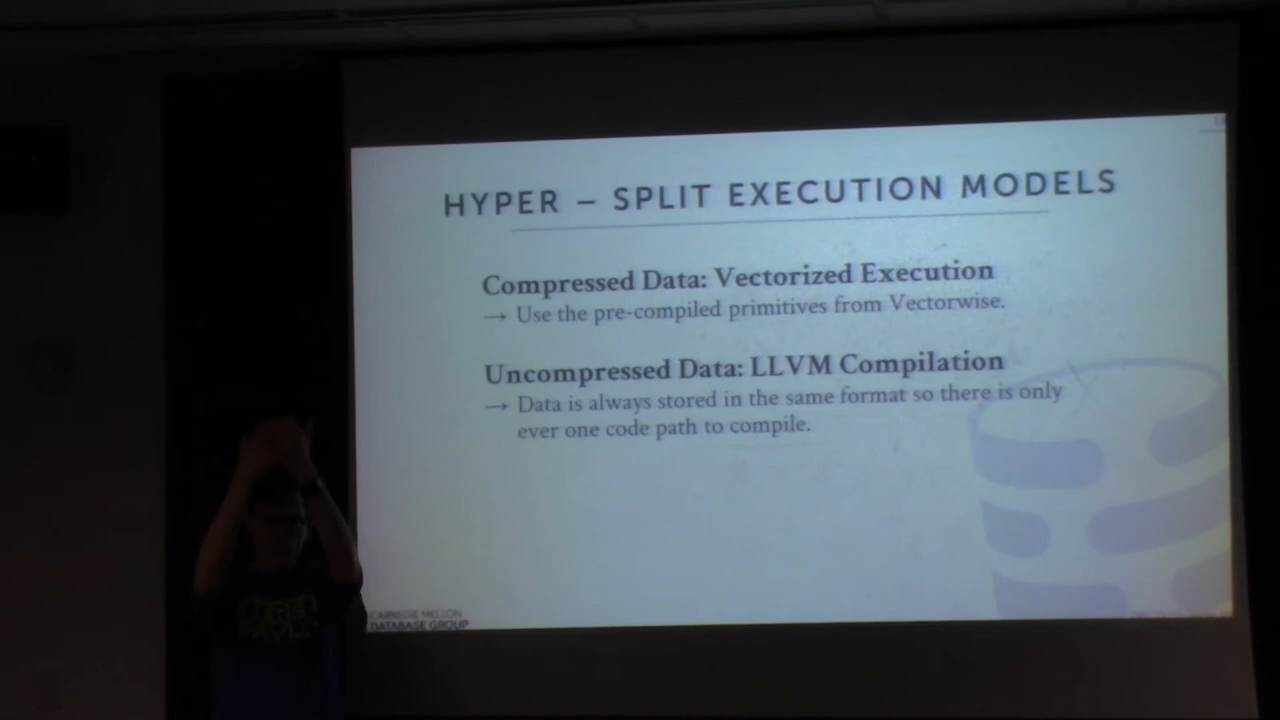 HYPER – SPLIT EXECUTION MODELS
Compressed Data: Vectorized Execution
→ Use the pre-compiled primitives from Vectorwise.
Uncompressed Data: LLVM Compilation
→ Data is always stored in the same format so there is only
ever one code path to compile.
CARNEGIE MELLON
DATABASE GROUP